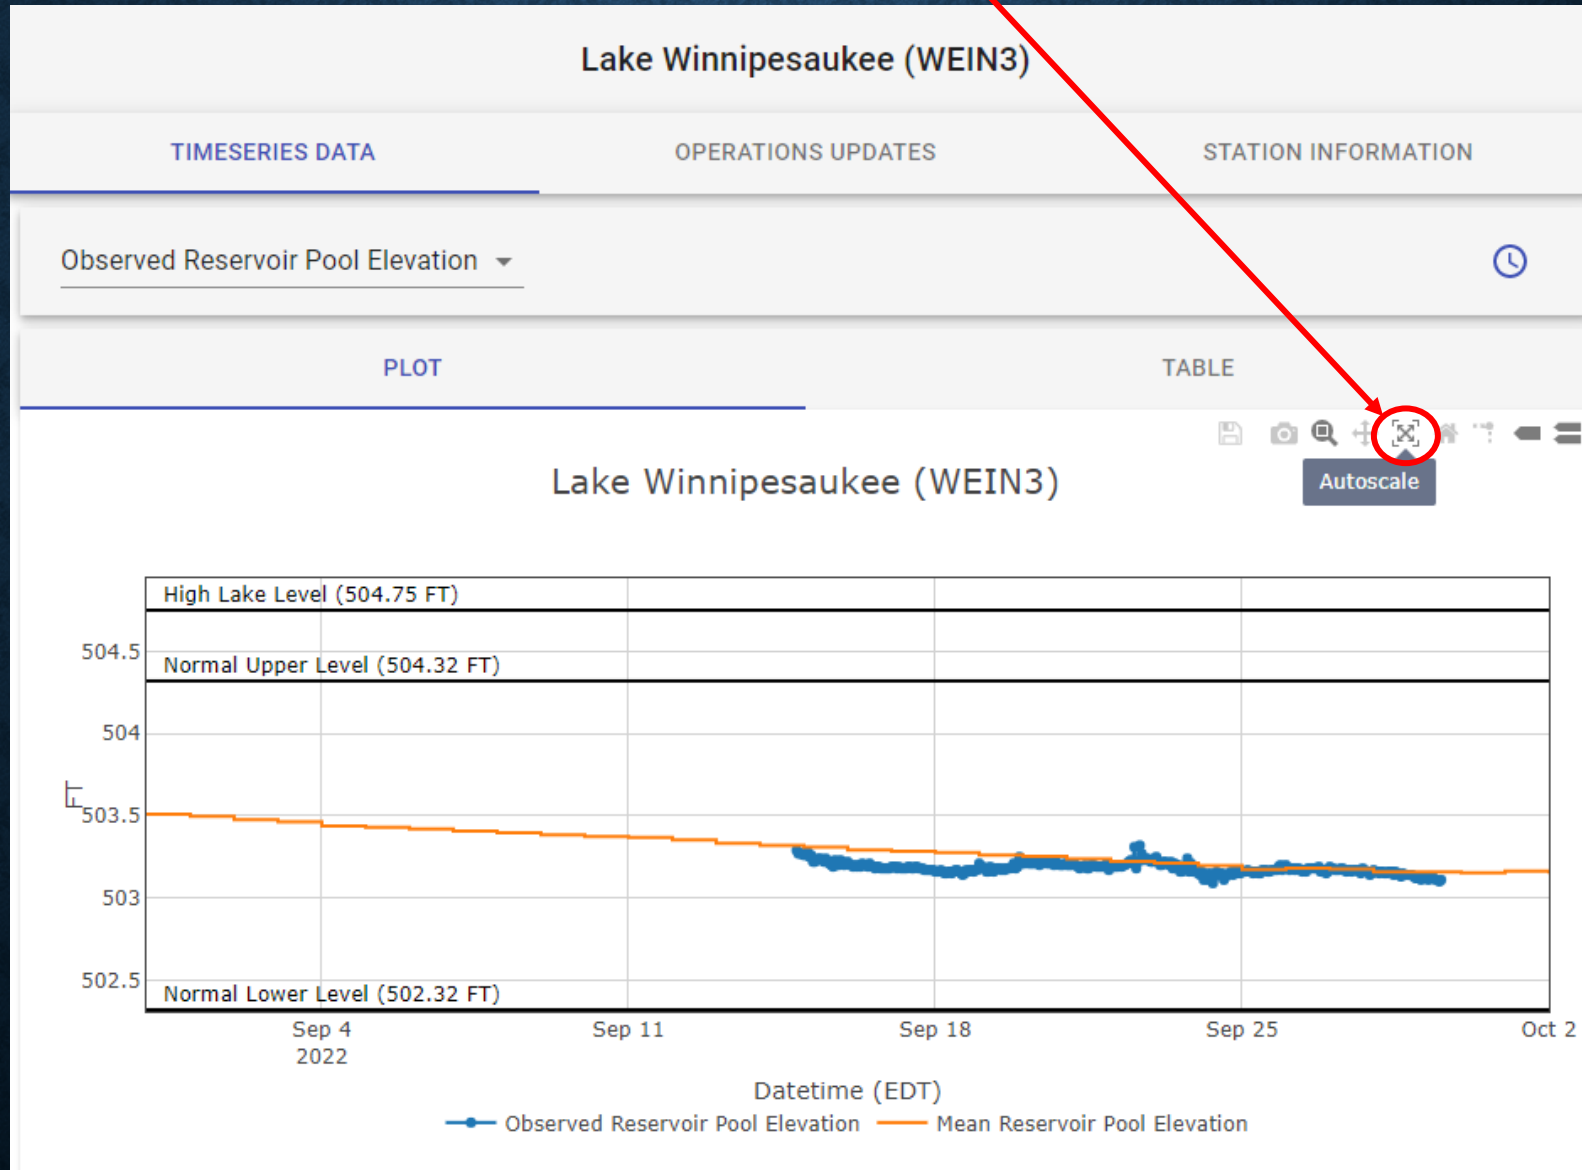 Lake Winnipesaukee (WEIN3)
TIMESERIES DATA
OPERATIONS UPDATES
STATION INFORMATION
Observed Reservoir Pool Elevation
PLOT
TABLE
Autoscale
Lake Winnipesaukee (WEIN3)
High Lake Level (504.75 FT)
504.5
Normal Upper Level (504.32 FT)
504
FT
503.5
503
502.5
Normal Lower Level (502.32 FT)
Sep 4
2022
Sep 11
Sep 18
Sep 25
Oct 2
Datetime (EDT)
Observed Reservoir Pool Elevation
Mean Reservoir Pool Elevation